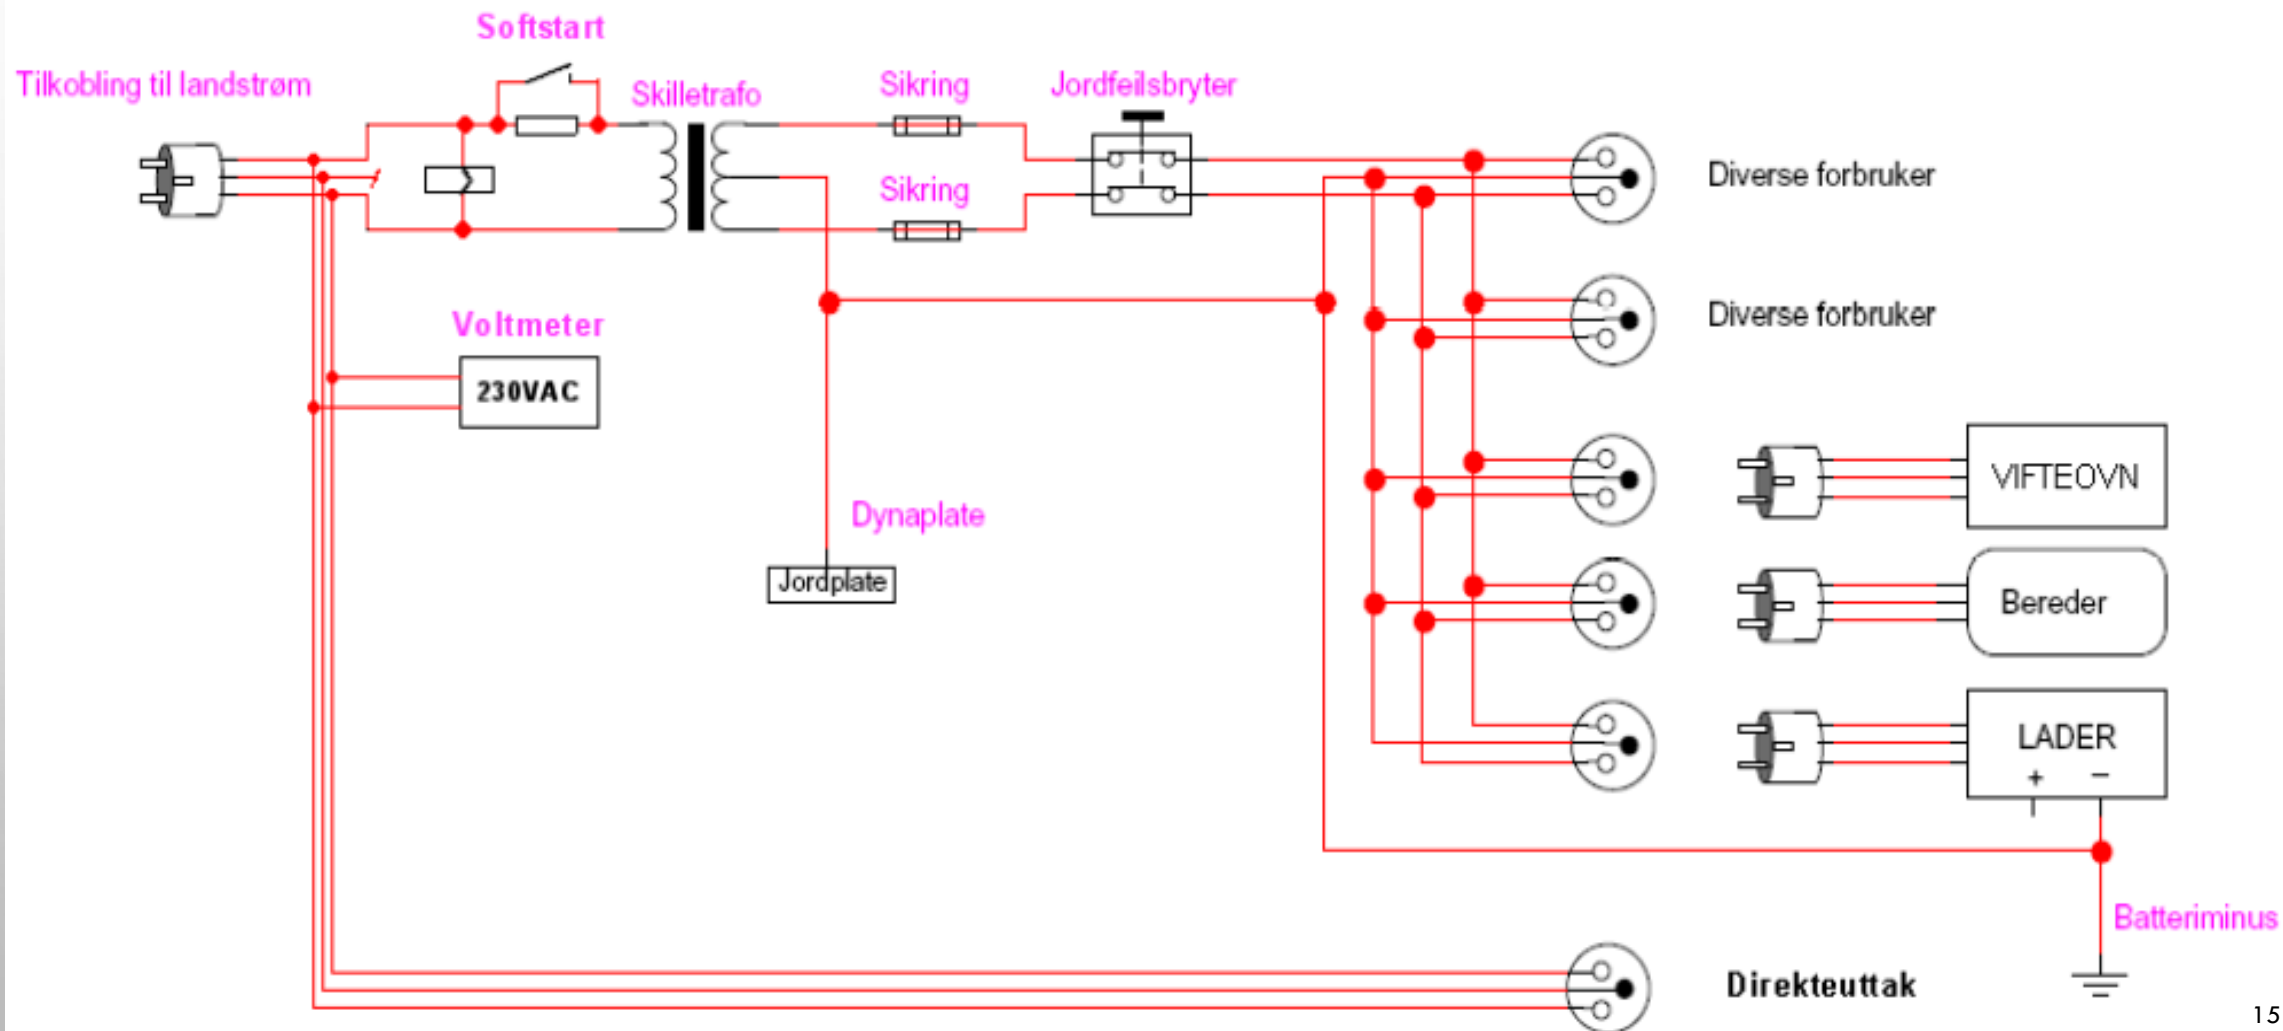 Softstart
Tilkobling til landstrøm
Skilletrafo
Sikring
Jordfeilsbryter
Diverse forbruker
Sikring
Diverse forbruker
Voltmeter
230VAC
VIFTEOVN
Dynaplate
Jordplate
Bereder
LADER
+ −
Batteriminus
Direkteuttak
15